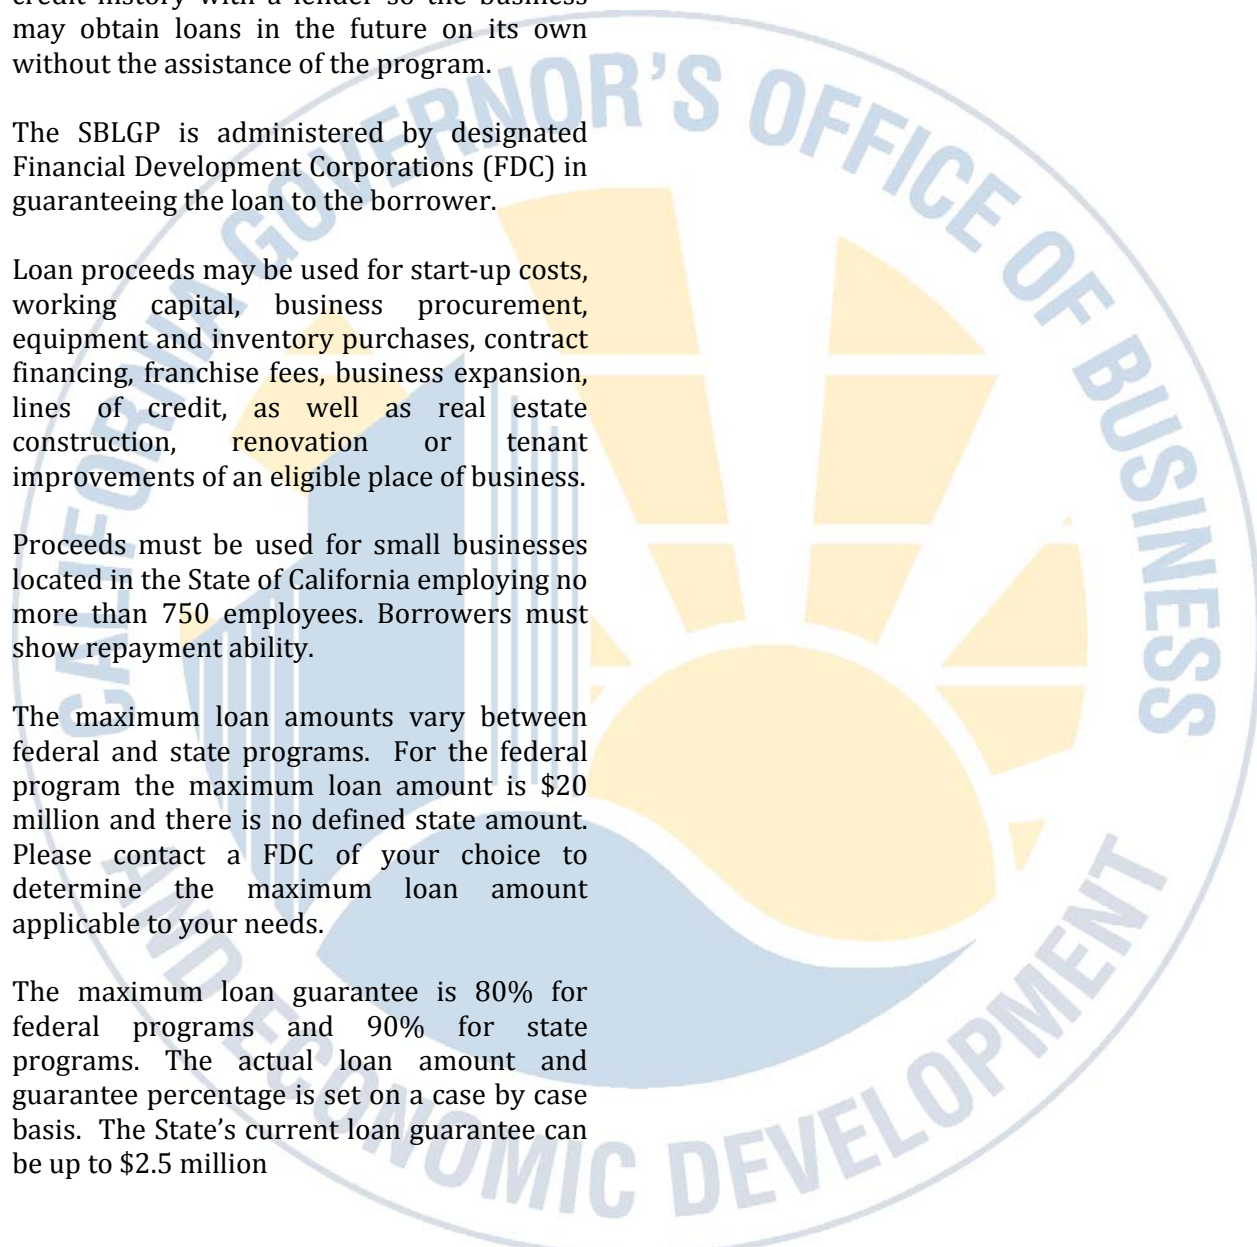 credit history with a lender so the business
may obtain loans in the future on its own
without the assistance of the program.
The SBLGP is administered by designated
Financial Development Corporations (FDC) in
guaranteeing the loan to the borrower.
Loan proceeds may be used for start-up costs,
working capital, business procurement,
equipment and inventory purchases, contract
financing, franchise fees, business expansion,
lines of credit, as well as real estate
construction, renovation or tenant
improvements of an eligible place of business.
Proceeds must be used for small businesses
located in the State of California employing no
more than 750 employees. Borrowers must
show repayment ability.
The maximum loan amounts vary between
federal and state programs.  For the federal
program the maximum loan amount is $20
million and there is no defined state amount.
Please contact a FDC of your choice to
determine the maximum loan amount
applicable to your needs.
The maximum loan guarantee is 80% for
federal programs and 90% for state
programs. The actual loan amount and
guarantee percentage is set on a case by case
basis.  The State’s current loan guarantee can
be up to $2.5 million
CALIFORNIA GOVERNOR’S OFFICE OF BUSINESS
AND ECONOMIC DEVELOPMENT